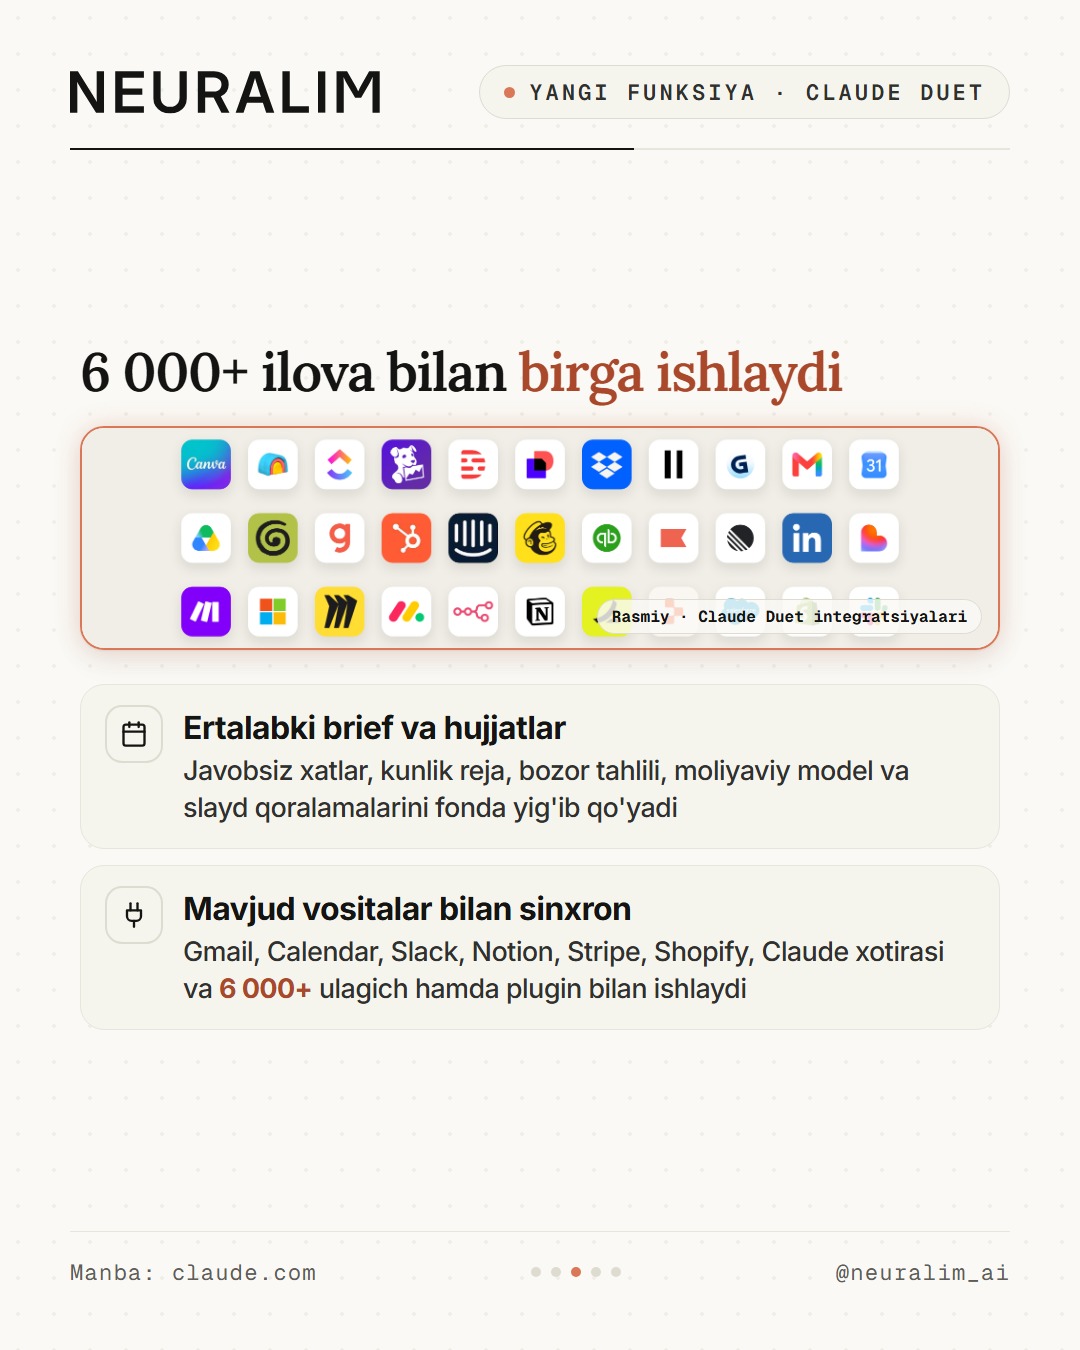 NEURALIM
YANGI FUNKSIYA · CLAUDE DUET
6 000+ ilova bilan birga ishlaydi
Canva
G
31
g
qb
in
N
Rasmiy · Claude Duet integratsiyalari
Ertalabki brief va hujjatlar
Javobsiz xatlar, kunlik reja, bozor tahlili, moliyaviy model va
slayd qoralamalarini fonda yig'ib qo'yadi
Mavjud vositalar bilan sinxron
Gmail, Calendar, Slack, Notion, Stripe, Shopify, Claude xotirasi
va 6 000+ ulagich hamda plugin bilan ishlaydi
Manba: claude.com
@neuralim_ai